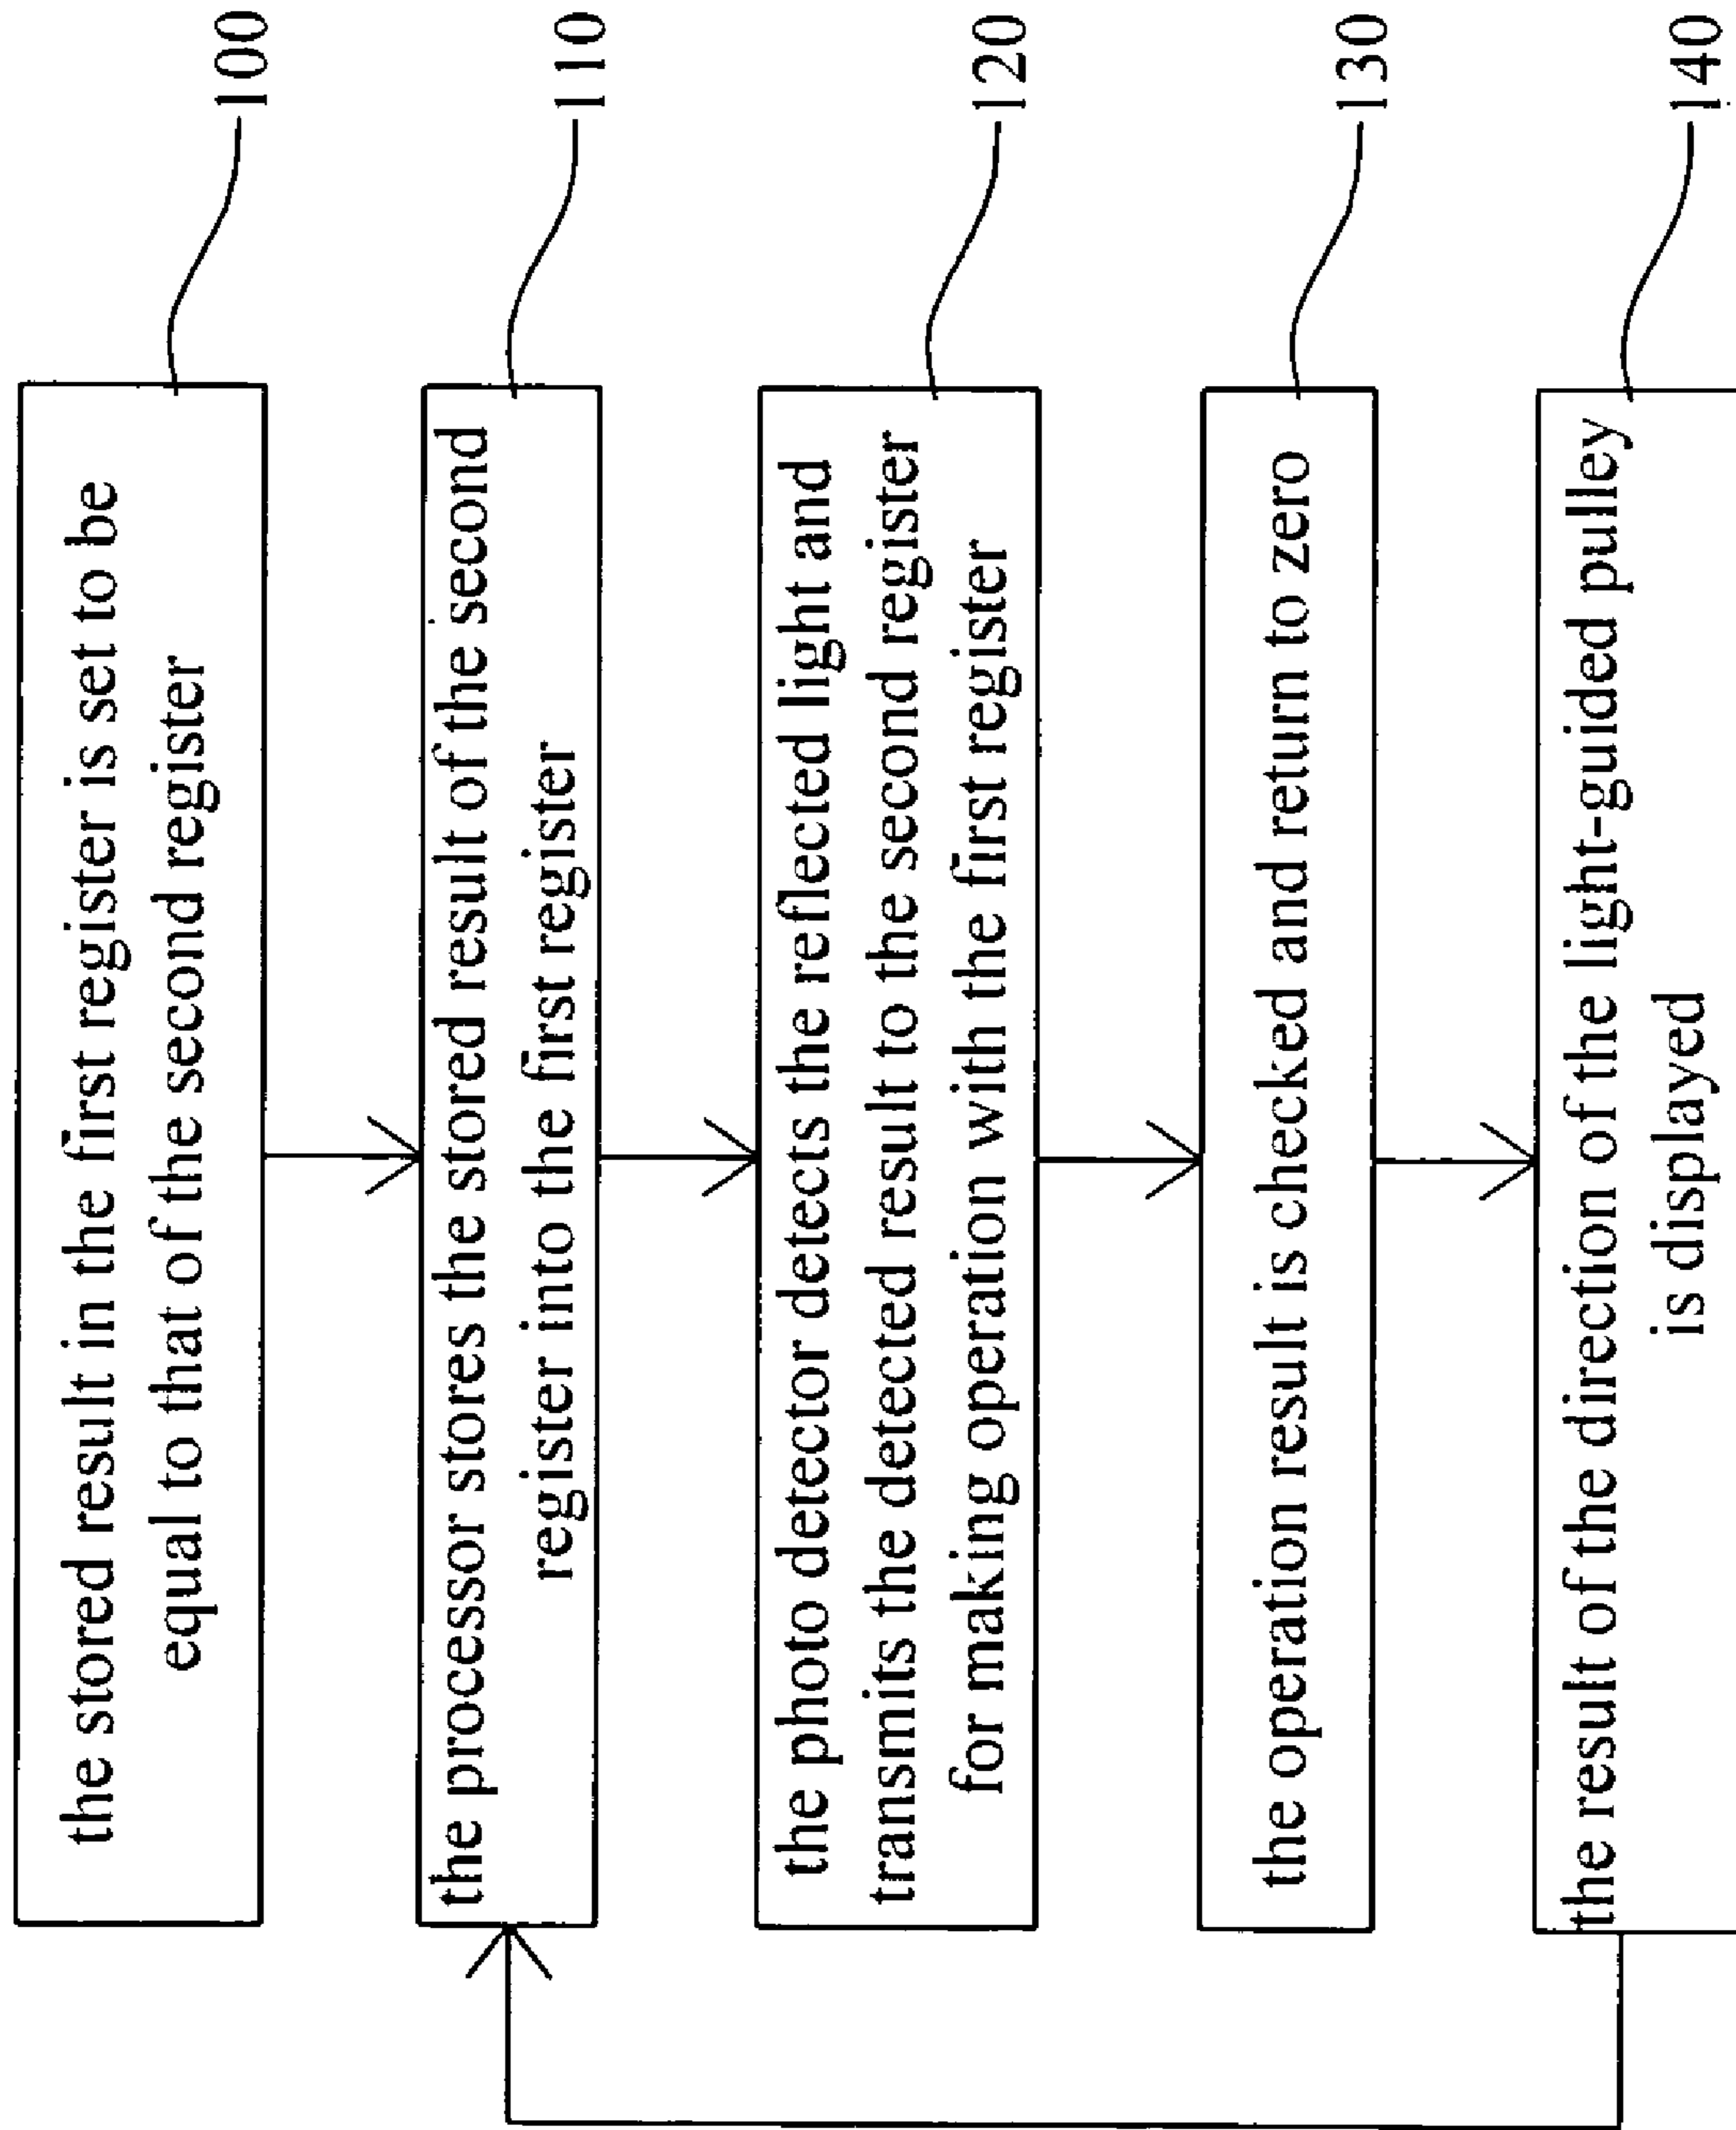 the stored result in the first register is set to be
equal to that of the second register
100
the processor stores the stored result of the second
register into the first register
110
the photo detector detects the reflected light and
transmits the detected result to the second register
for making operation with the first register
120
the operation result is checked and return to zero
130
the result of the direction of the light-guided pulley
is displayed
140